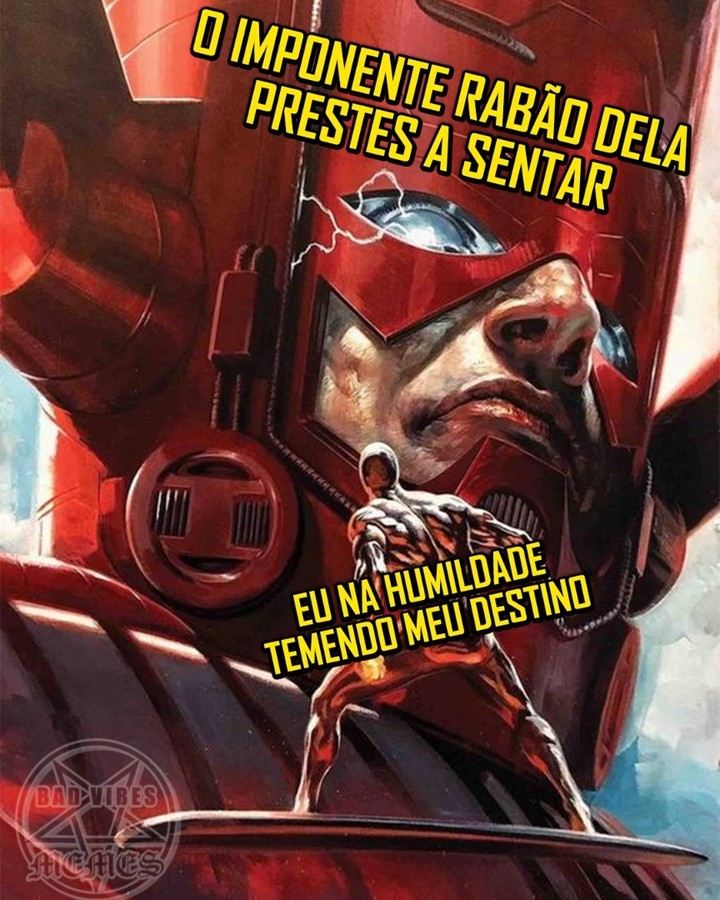 O IMPONENTE RABÃO DELA
PRESTES A SENTAR
EU NA HUMILDADE
TEMENDO MEU DESTINO
BAD VIBES
MEMES